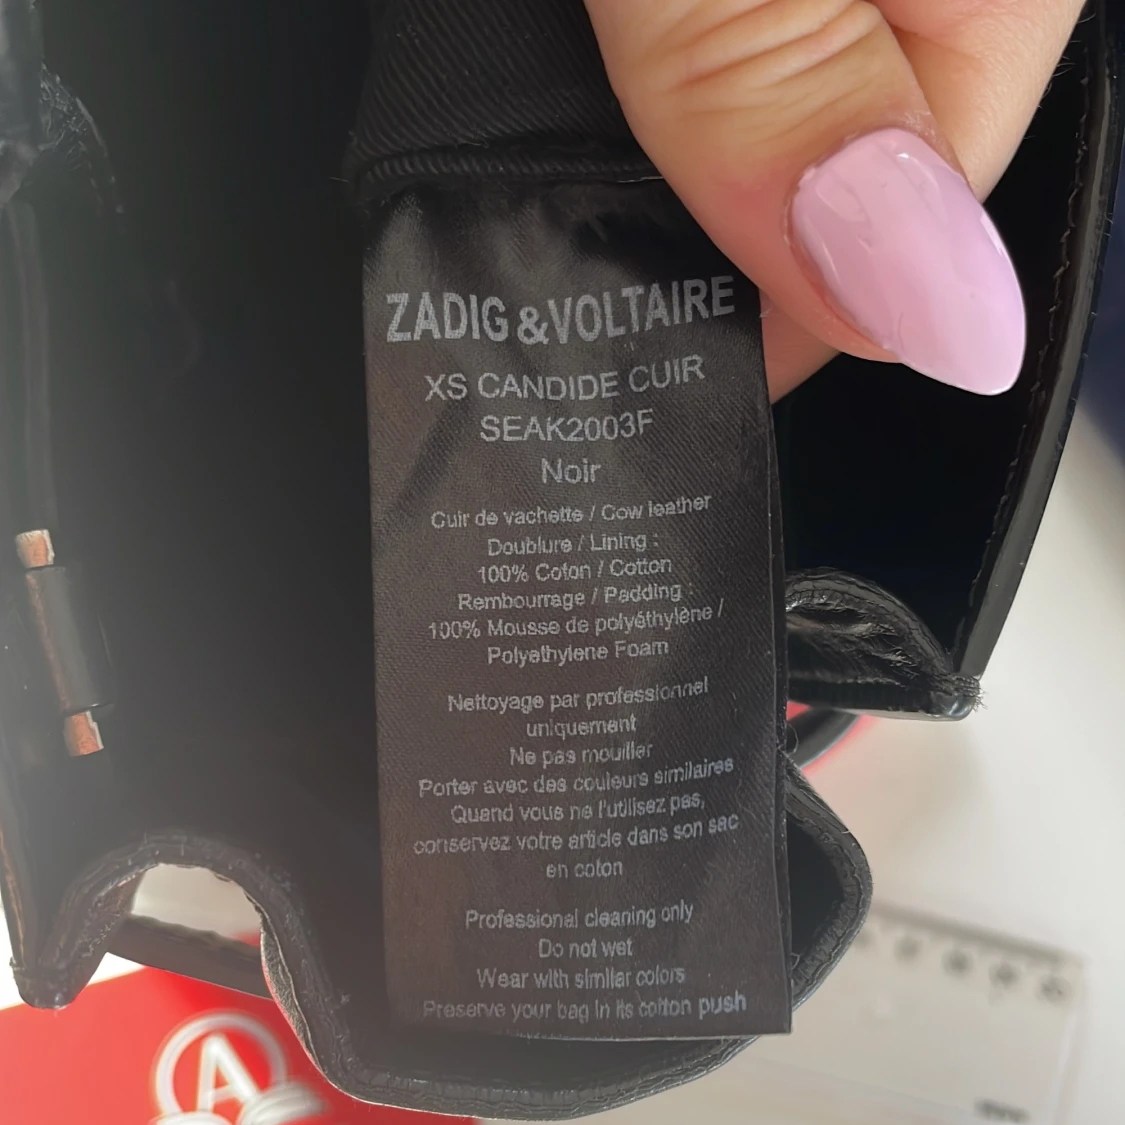 ZADIG &VOLTAIRE
XS CANDIDE CUIR
SEAK2003F
Noir
Cuir de vachette / Cow leather
Doublure / Lining :
100% Coton / Cotton
Rembourrage / Padding :
100% Mousse de polyéthylène /
Polyethylene Foam
Nettoyage par professionnel
uniquement
Ne pas mouiller
Porter avec des couleurs similaires
Quand vous ne l'utilisez pas,
conservez votre article dans son sac
en coton
Professional cleaning only
Do not wet
Wear with similar colors
Preserve your bag in its cotton push
A